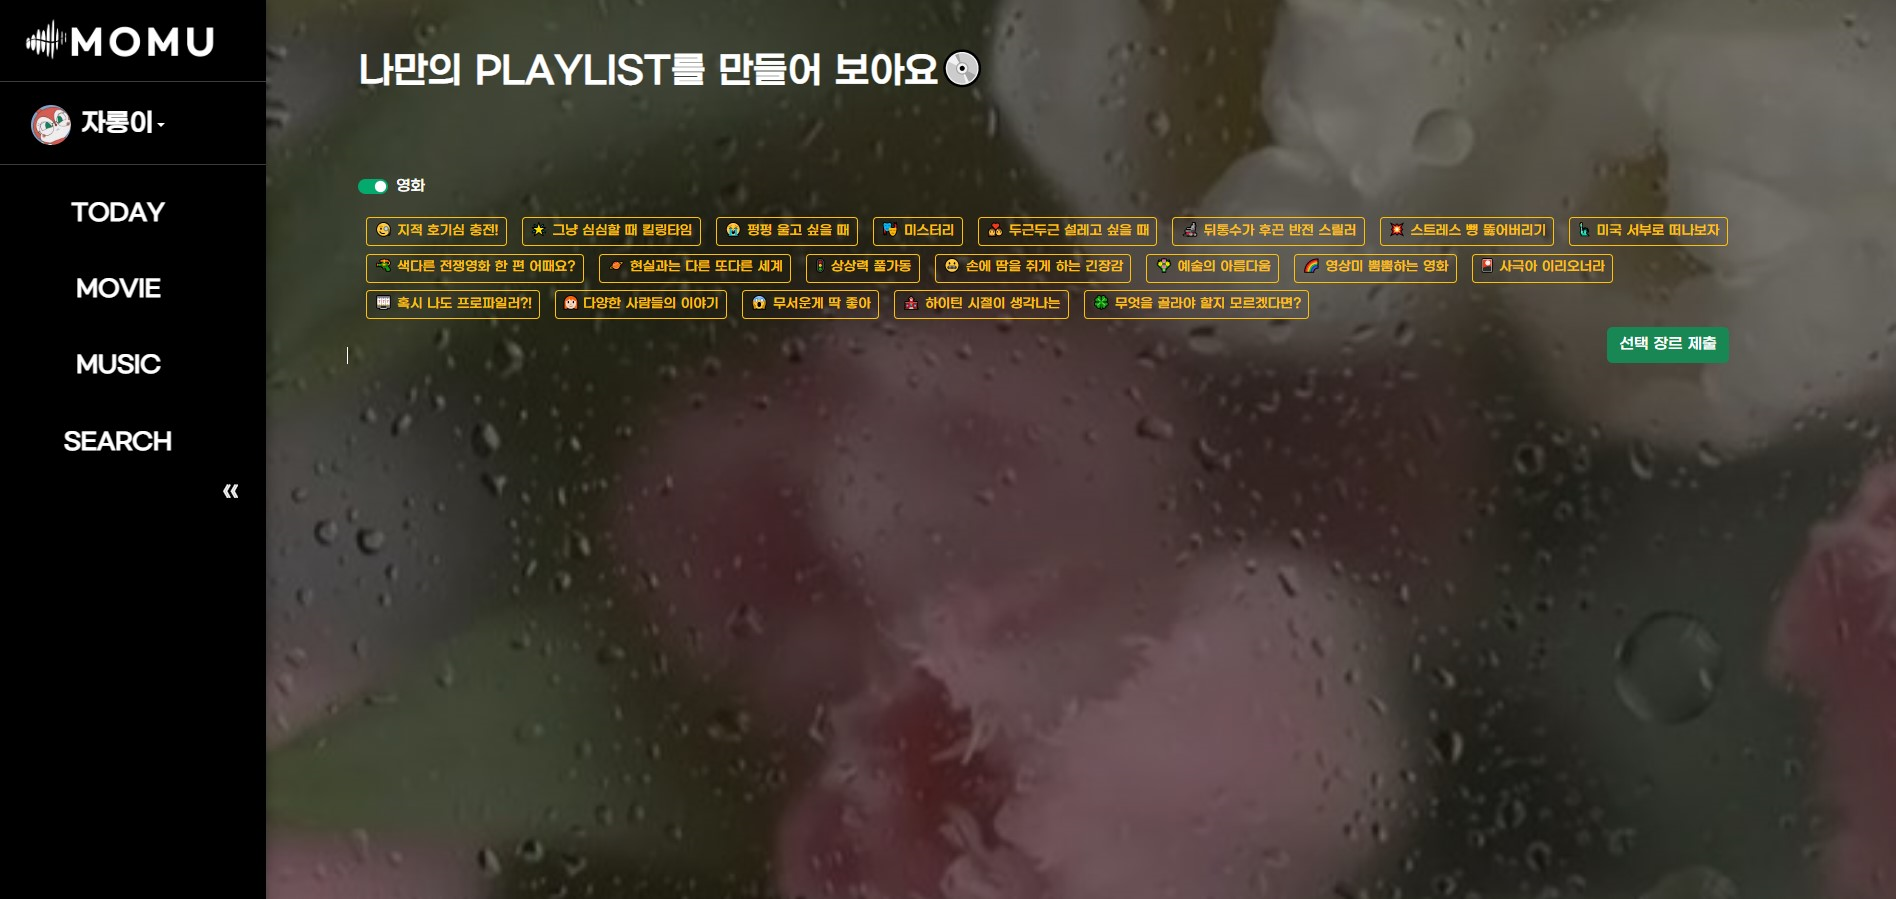 MOMU
자롱이
TODAY
MOVIE
MUSIC
SEARCH
«
나만의 PLAYLIST를 만들어 보아요
영화
지적 호기심 충전!
그냥 심심할 때 킬링타임
펑펑 울고 싶을 때
미스터리
두근두근 설레고 싶을 때
뒤통수가 후끈 반전 스릴러
스트레스 뻥 뚫어버리기
미국 서부로 떠나보자
색다른 전쟁영화 한 편 어때요?
현실과는 다른 또다른 세계
상상력 풀가동
손에 땀을 쥐게 하는 긴장감
예술의 아름다움
영상미 뿜뿜하는 영화
사극아 이리오너라
혹시 나도 프로파일러?!
다양한 사람들의 이야기
무서운게 딱 좋아
하이틴 시절이 생각나는
무엇을 골라야 할지 모르겠다면?
선택 장르 제출